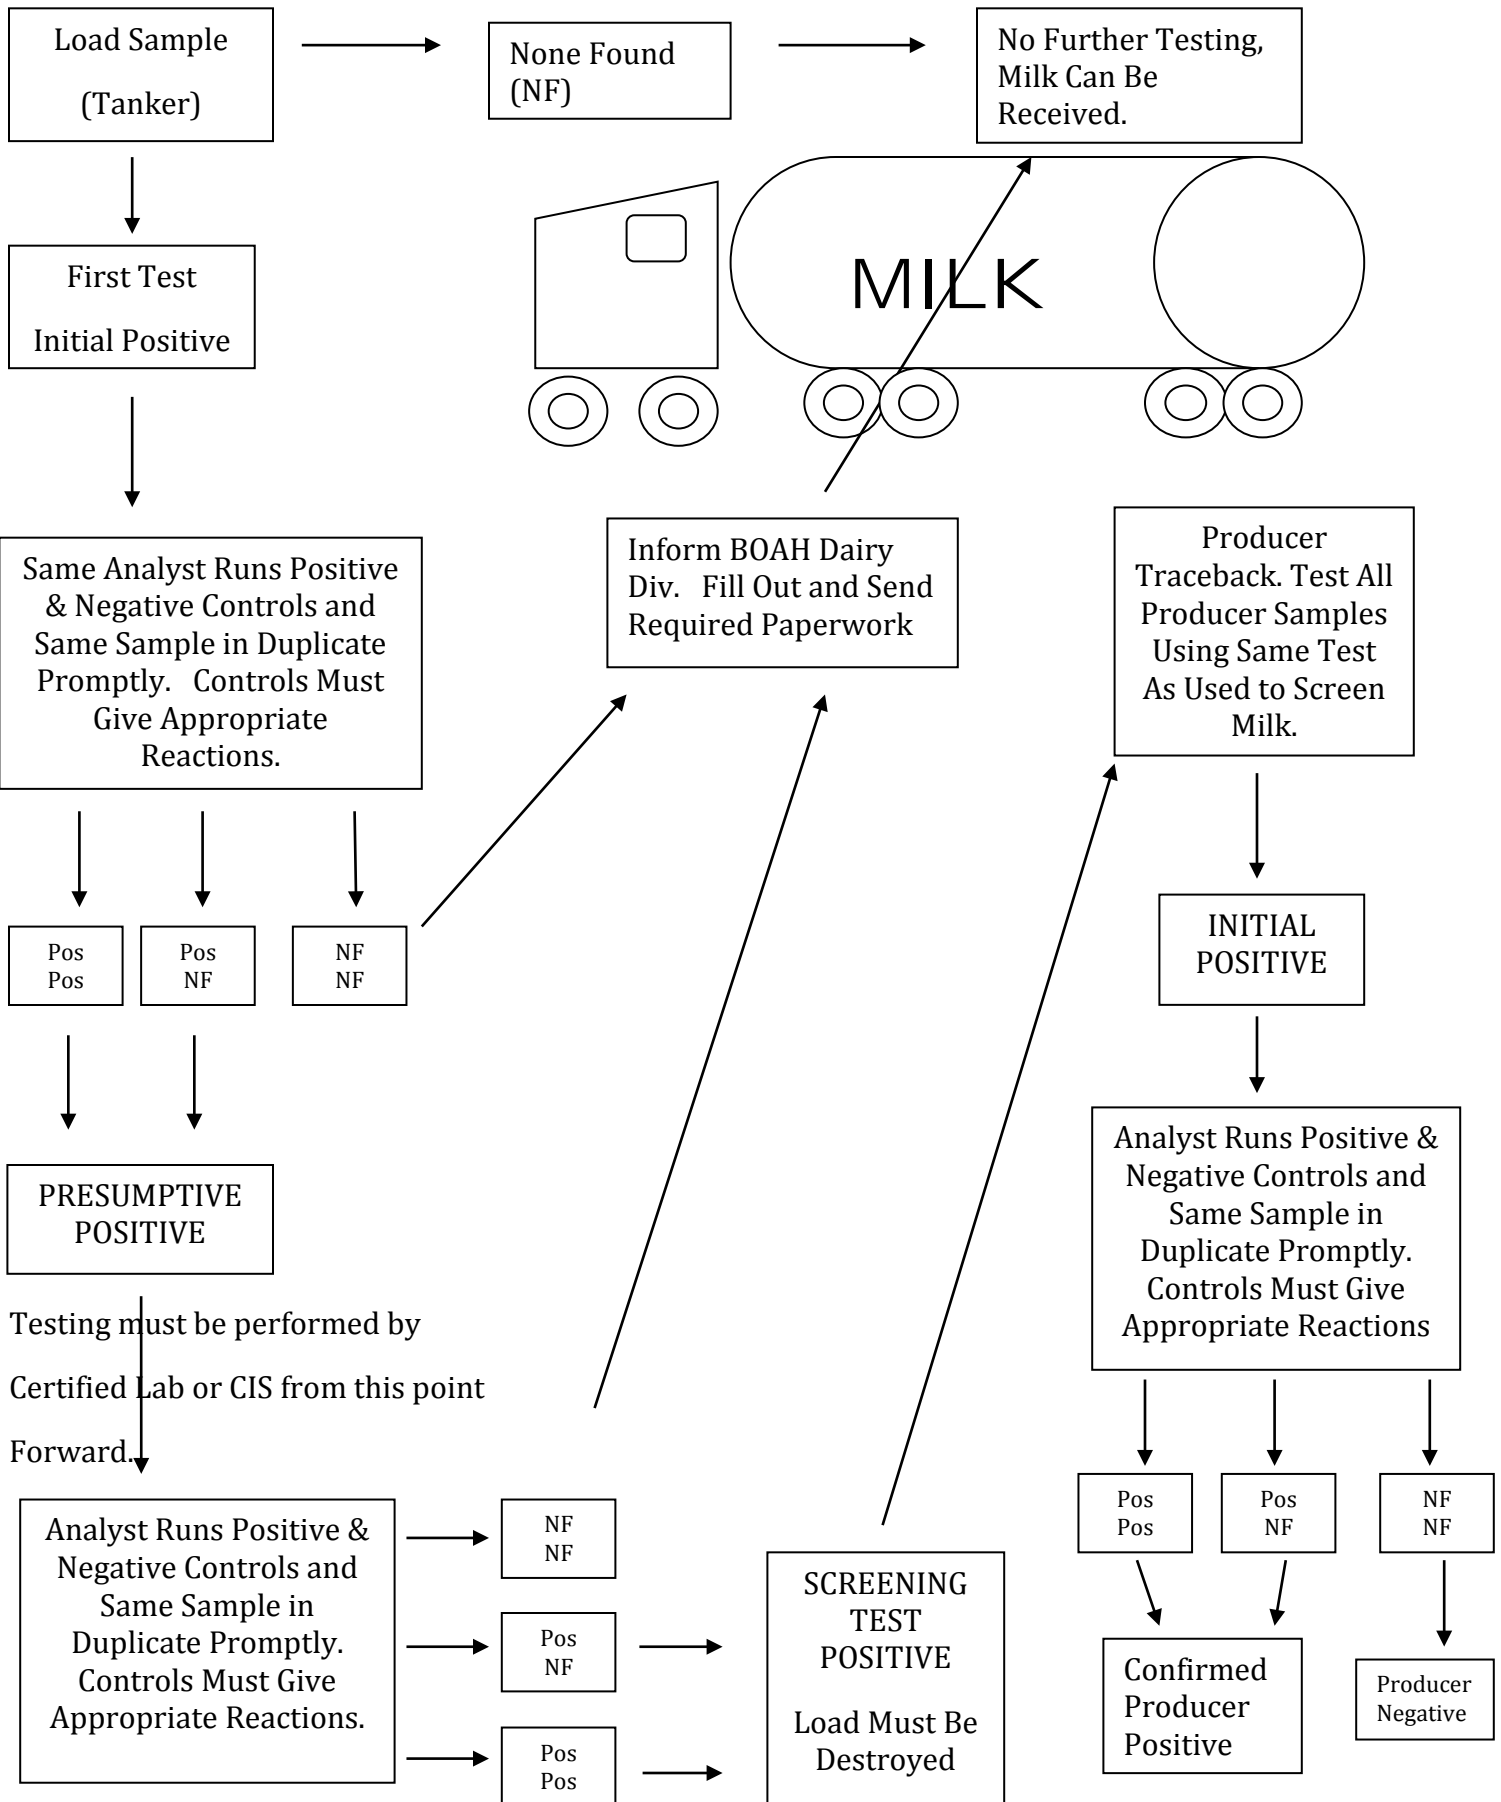 Load Sample
(Tanker)
None Found
(NF)
No Further Testing,
Milk Can Be
Received.
MILK
First Test
Initial Positive
Same Analyst Runs Positive
& Negative Controls and
Same Sample in Duplicate
Promptly. Controls Must
Give Appropriate
Reactions.
Inform BOAH Dairy
Div. Fill Out and Send
Required Paperwork
Producer
Traceback. Test All
Producer Samples
Using Same Test
As Used to Screen
Milk.
Pos
Pos
Pos
NF
NF
NF
INITIAL
POSITIVE
PRESUMPTIVE
POSITIVE
Testing must be performed by
Certified Lab or CIS from this point
Forward.
Analyst Runs Positive &
Negative Controls and
Same Sample in
Duplicate Promptly.
Controls Must Give
Appropriate Reactions
Analyst Runs Positive &
Negative Controls and
Same Sample in
Duplicate Promptly.
Controls Must Give
Appropriate Reactions.
NF
NF
Pos
NF
Pos
Pos
SCREENING
TEST
POSITIVE
Load Must Be
Destroyed
Pos
Pos
Pos
NF
NF
NF
Confirmed
Producer
Positive
Producer
Negative